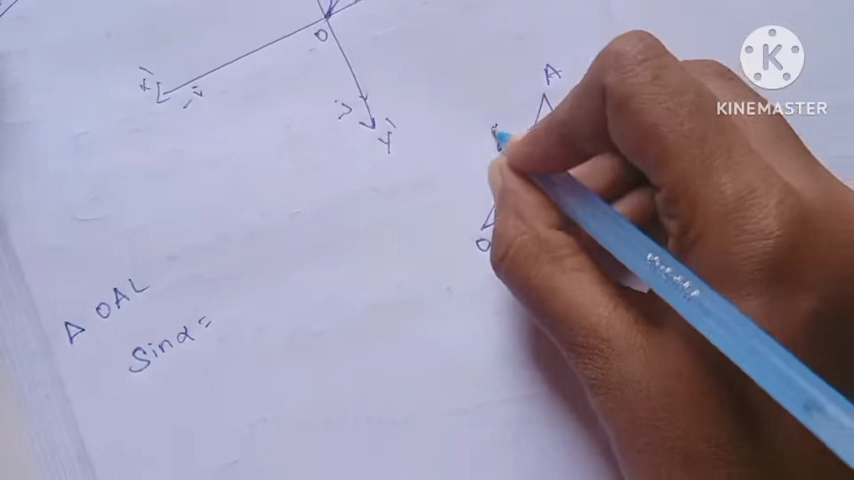 O
X'
-i
-j
Y'
A
O
Δ OAL
Sinα =
KINEMASTER